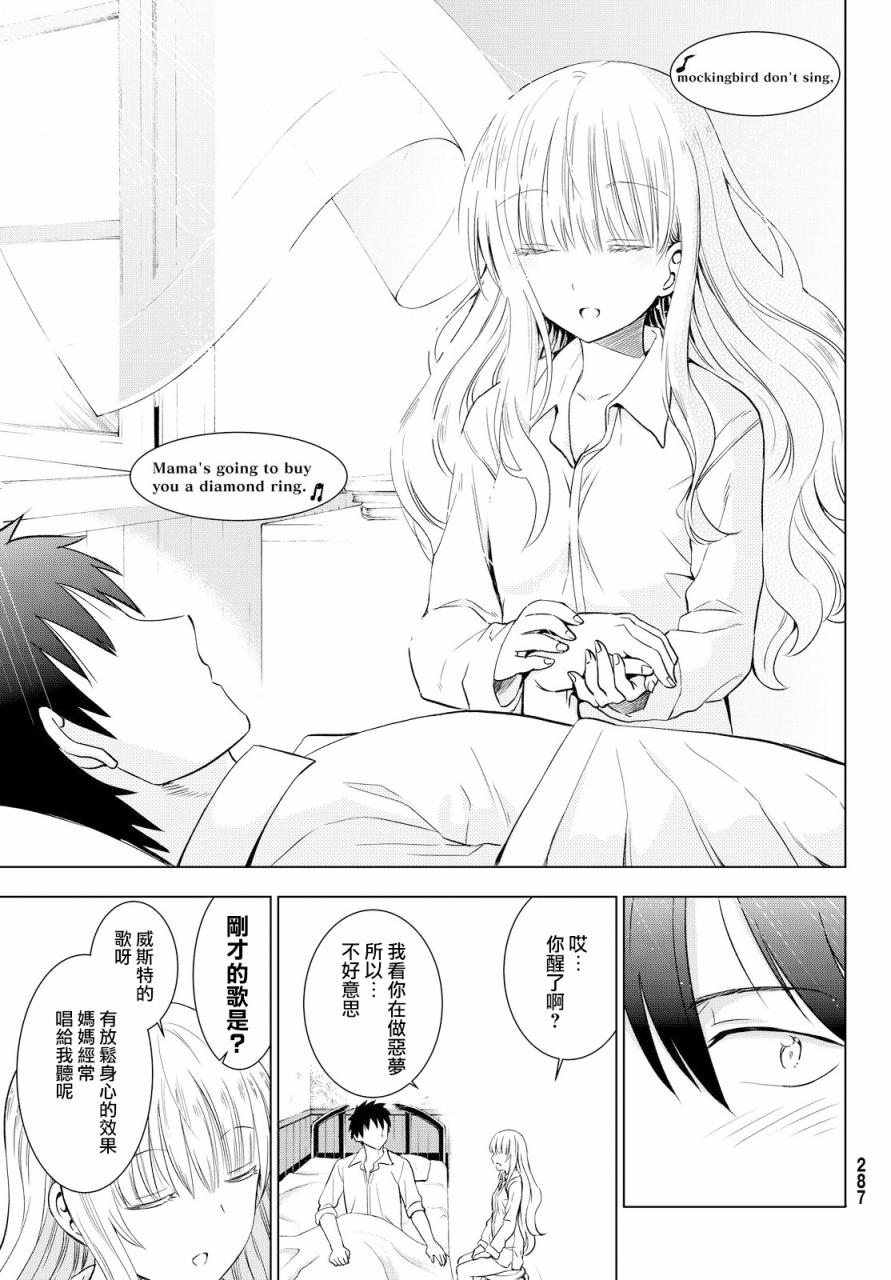 mockingbird don't sing,
Mama's going to buy
you a diamond ring.
哎…
你醒了啊？
我看你在做惡夢
所以…
不好意思
剛才的歌是？
威斯特的
歌呀
有放鬆身心的效果
媽媽經常
唱給我聽呢
287